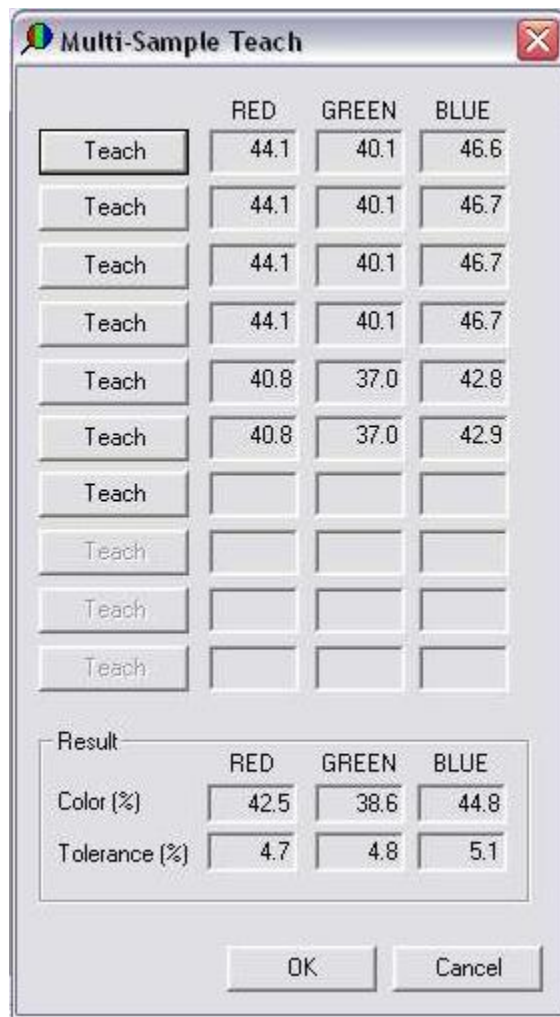 Multi-Sample Teach
RED GREEN BLUE
Teach 44.1 40.1 46.6
Teach 44.1 40.1 46.7
Teach 44.1 40.1 46.7
Teach 44.1 40.1 46.7
Teach 40.8 37.0 42.8
Teach 40.8 37.0 42.9
Teach
Teach
Teach
Teach
Result
RED GREEN BLUE
Color (%) 42.5 38.6 44.8
Tolerance (%) 4.7 4.8 5.1
OK Cancel